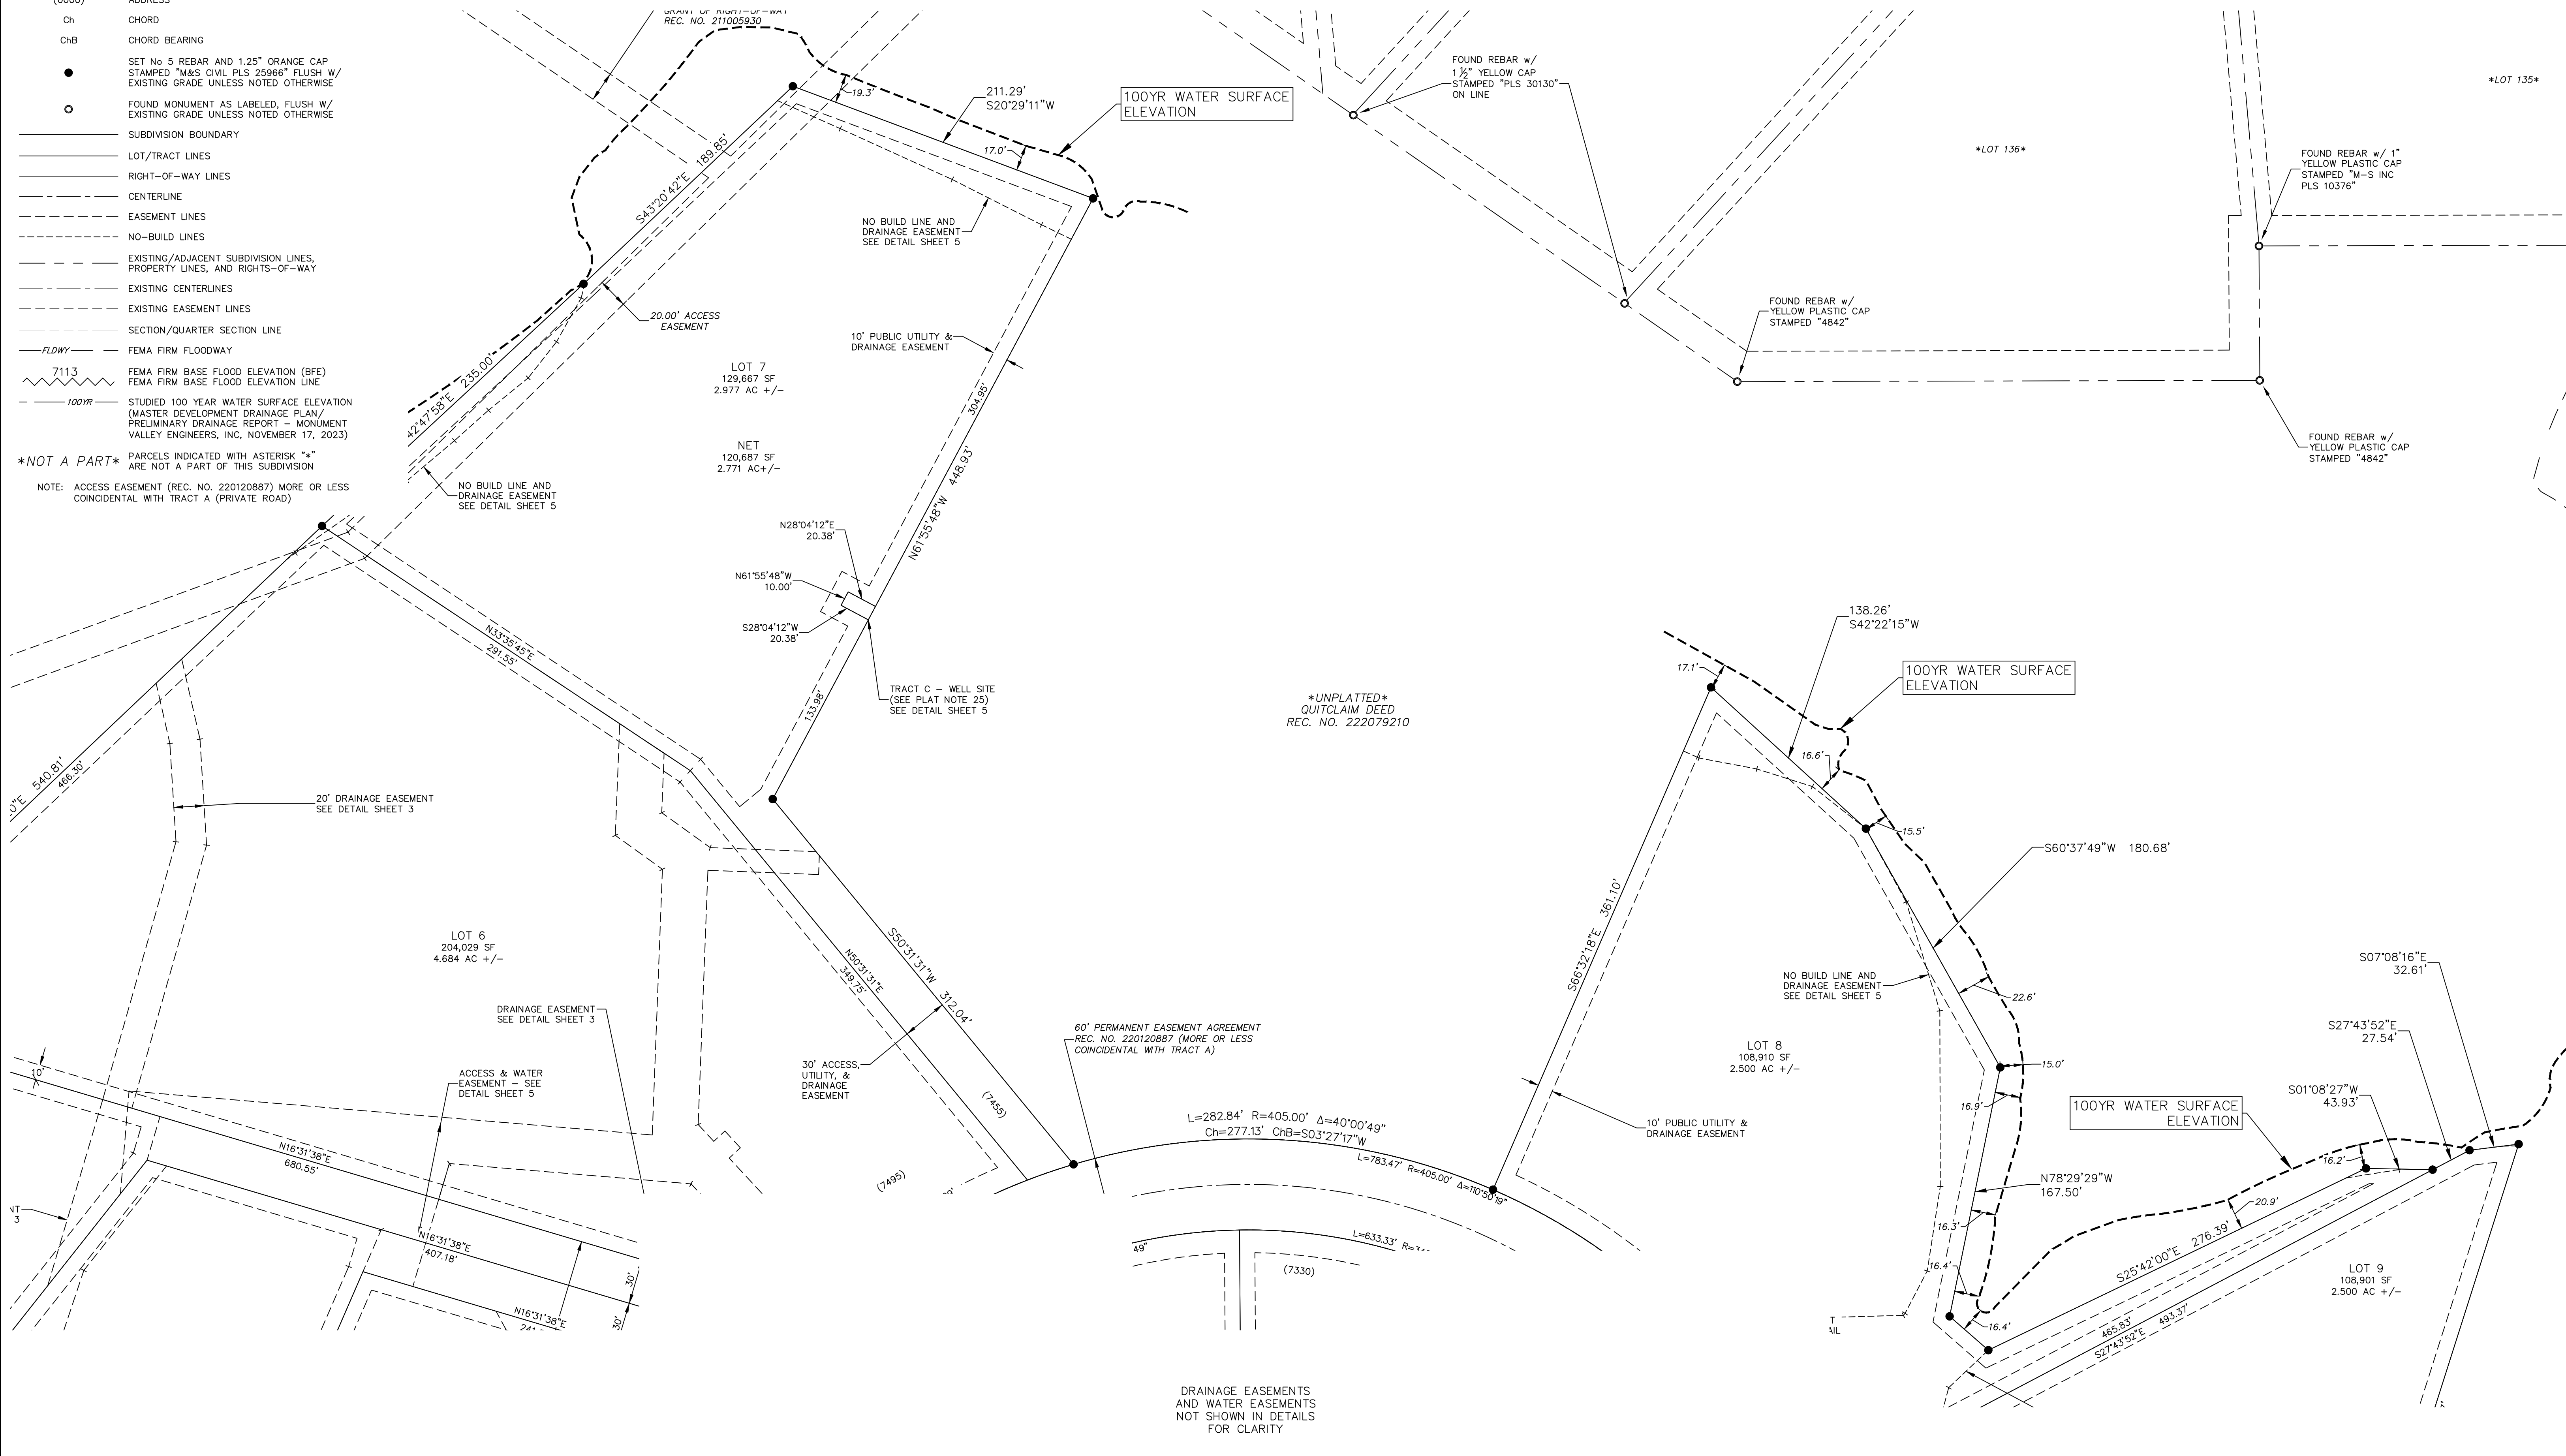 (0000) ADDRESS
Ch CHORD
ChB CHORD BEARING
SET No 5 REBAR AND 1.25" ORANGE CAP
STAMPED "M&S CIVIL PLS 25966" FLUSH W/
EXISTING GRADE UNLESS NOTED OTHERWISE
FOUND MONUMENT AS LABELED, FLUSH W/
EXISTING GRADE UNLESS NOTED OTHERWISE
SUBDIVISION BOUNDARY
LOT/TRACT LINES
RIGHT-OF-WAY LINES
CENTERLINE
EASEMENT LINES
NO-BUILD LINES
EXISTING/ADJACENT SUBDIVISION LINES,
PROPERTY LINES, AND RIGHTS-OF-WAY
EXISTING CENTERLINES
EXISTING EASEMENT LINES
SECTION/QUARTER SECTION LINE
FLDWY FEMA FIRM FLOODWAY
7113 FEMA FIRM BASE FLOOD ELEVATION (BFE)
FEMA FIRM BASE FLOOD ELEVATION LINE
100YR STUDIED 100 YEAR WATER SURFACE ELEVATION
(MASTER DEVELOPMENT DRAINAGE PLAN/
PRELIMINARY DRAINAGE REPORT - MONUMENT
VALLEY ENGINEERS, INC, NOVEMBER 17, 2023)
*NOT A PART* PARCELS INDICATED WITH ASTERISK "*"
ARE NOT A PART OF THIS SUBDIVISION
NOTE: ACCESS EASEMENT (REC. NO. 220120887) MORE OR LESS
COINCIDENTAL WITH TRACT A (PRIVATE ROAD)
GRANT OF RIGHT-OF-WAY
REC. NO. 211005930
19.3'
211.29'
S20°29'11"W
100YR WATER SURFACE
ELEVATION
17.0'
S43°20'42"E 189.85'
NO BUILD LINE AND
DRAINAGE EASEMENT
SEE DETAIL SHEET 5
20.00' ACCESS
EASEMENT
10' PUBLIC UTILITY &
DRAINAGE EASEMENT
42°47'58"E 235.00'
LOT 7
129,667 SF
2.977 AC +/-
NET
120,687 SF
2.771 AC+/-
304.95'
N61°55'48"W 448.93'
NO BUILD LINE AND
DRAINAGE EASEMENT
SEE DETAIL SHEET 5
N28°04'12"E
20.38'
N61°55'48"W
10.00'
S28°04'12"W
20.38'
133.98'
TRACT C - WELL SITE
(SEE PLAT NOTE 25)
SEE DETAIL SHEET 5
N33°35'45"E
291.55'
0"E 540.81'
466.30'
20' DRAINAGE EASEMENT
SEE DETAIL SHEET 3
LOT 6
204,029 SF
4.684 AC +/-
S50°31'31"W 312.04'
N50°31'31"E
349.75'
DRAINAGE EASEMENT
SEE DETAIL SHEET 3
30' ACCESS,
UTILITY, &
DRAINAGE
EASEMENT
(7455)
(7495)
10'
ACCESS & WATER
EASEMENT - SEE
DETAIL SHEET 5
N16°31'38"E
680.55'
N16°31'38"E
407.18'
N16°31'38"E
30'
30'
NT
3
60' PERMANENT EASEMENT AGREEMENT
REC. NO. 220120887 (MORE OR LESS
COINCIDENTAL WITH TRACT A)
L=282.84' R=405.00' Δ=40°00'49"
Ch=277.13' ChB=S03°27'17"W
L=783.47' R=405.00' Δ=110°50'19"
49"
L=633.33'
(7330)
*UNPLATTED*
QUITCLAIM DEED
REC. NO. 222079210
FOUND REBAR w/
1½" YELLOW CAP
STAMPED "PLS 30130"
ON LINE
*LOT 135*
*LOT 136*
FOUND REBAR w/ 1"
YELLOW PLASTIC CAP
STAMPED "M-S INC
PLS 10376"
FOUND REBAR w/
YELLOW PLASTIC CAP
STAMPED "4842"
FOUND REBAR w/
YELLOW PLASTIC CAP
STAMPED "4842"
138.26'
S42°22'15"W
17.1'
100YR WATER SURFACE
ELEVATION
16.6'
15.5'
S60°37'49"W 180.68'
S66°32'18"E 361.10'
NO BUILD LINE AND
DRAINAGE EASEMENT
SEE DETAIL SHEET 5
22.6'
LOT 8
108,910 SF
2.500 AC +/-
15.0'
10' PUBLIC UTILITY &
DRAINAGE EASEMENT
16.9'
N78°29'29"W
167.50'
16.3'
16.4'
16.4'
S07°08'16"E
32.61'
S27°43'52"E
27.54'
S01°08'27"W
43.93'
100YR WATER SURFACE
ELEVATION
16.2'
20.9'
S25°42'00"E 276.39'
LOT 9
108,901 SF
2.500 AC +/-
465.83'
S27°43'52"E 493.37'
T
AIL
DRAINAGE EASEMENTS
AND WATER EASEMENTS
NOT SHOWN IN DETAILS
FOR CLARITY